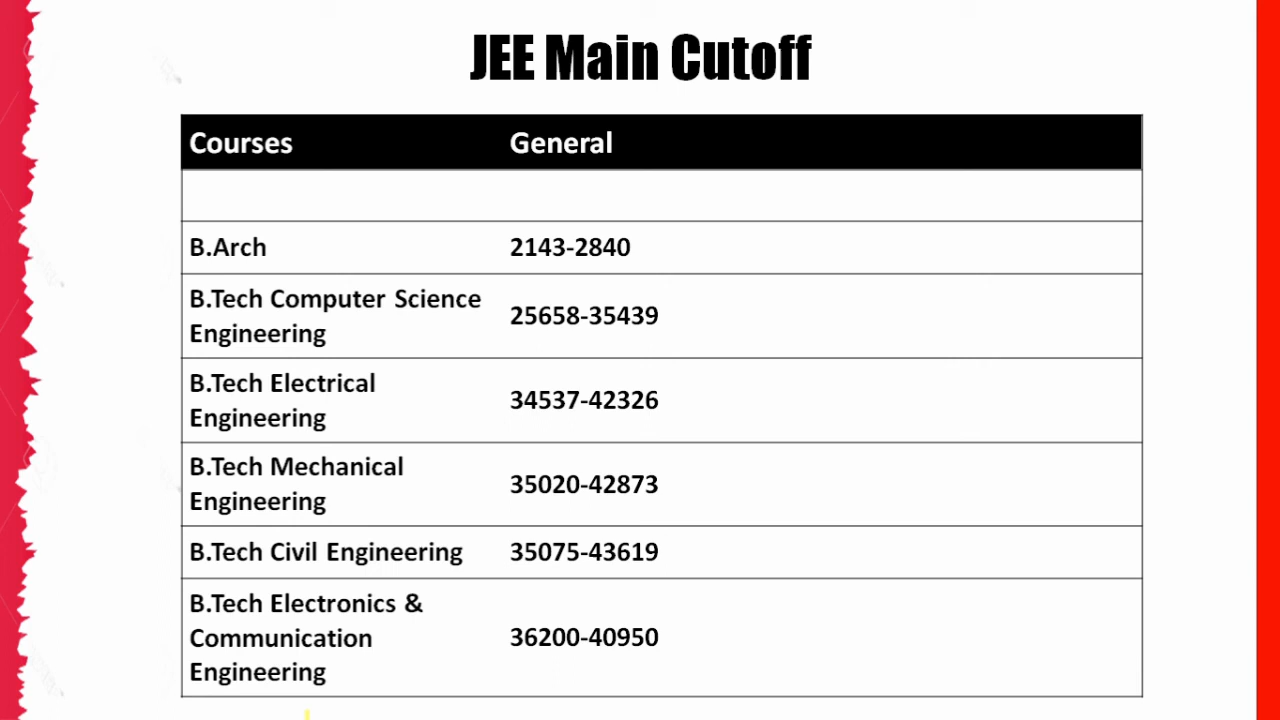 JEE Main Cutoff
Courses General
B.Arch 2143-2840
B.Tech Computer Science
Engineering 25658-35439
B.Tech Electrical
Engineering 34537-42326
B.Tech Mechanical
Engineering 35020-42873
B.Tech Civil Engineering 35075-43619
B.Tech Electronics &
Communication 36200-40950
Engineering